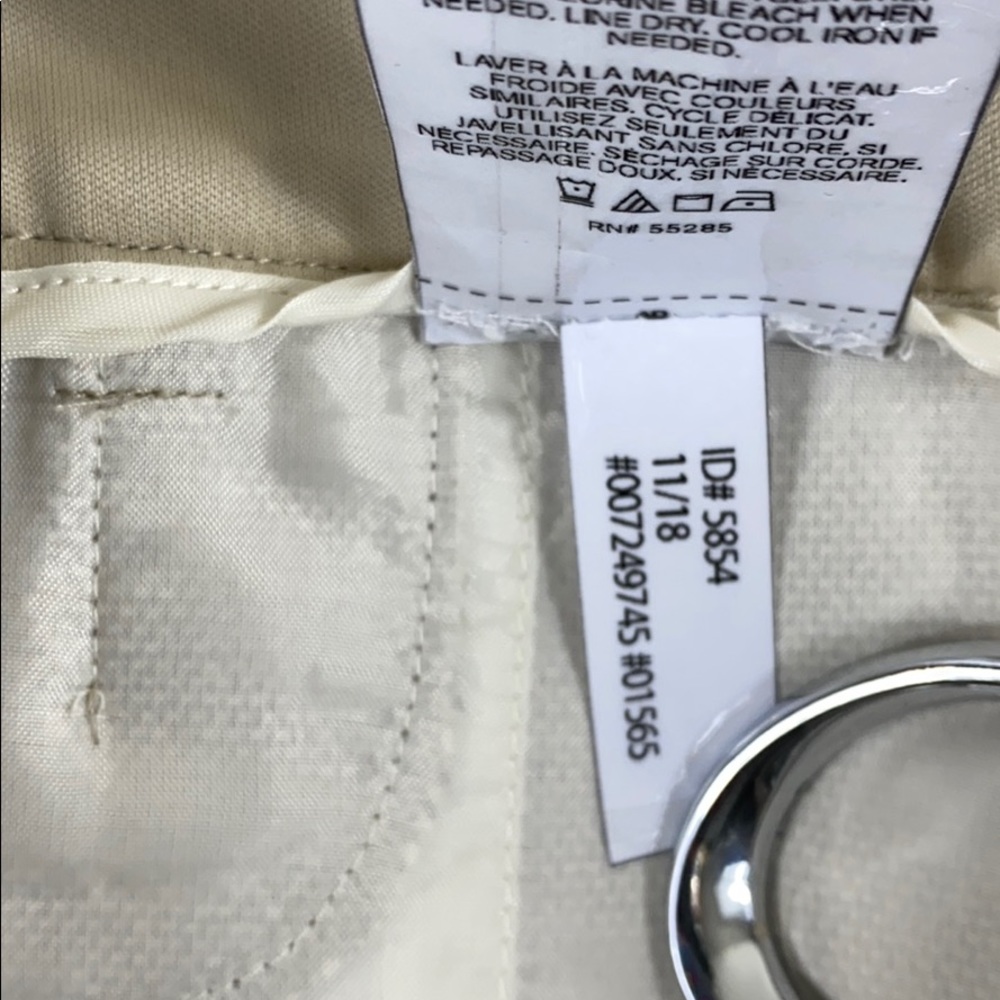 BLEACH WHEN
NEEDED. LINE DRY. COOL IRON IF
NEEDED.
LAVER À LA MACHINE À L'EAU
FROIDE AVEC COULEURS
SIMILAIRES. CYCLE DÉLICAT.
UTILISEZ SEULEMENT DU
JAVELLISANT SANS CHLORE, SI
NÉCESSAIRE. SÉCHAGE SUR CORDE.
REPASSAGE DOUX, SI NÉCESSAIRE.
RN# 55285
ID# 5854
11/18
#007249745 #01565